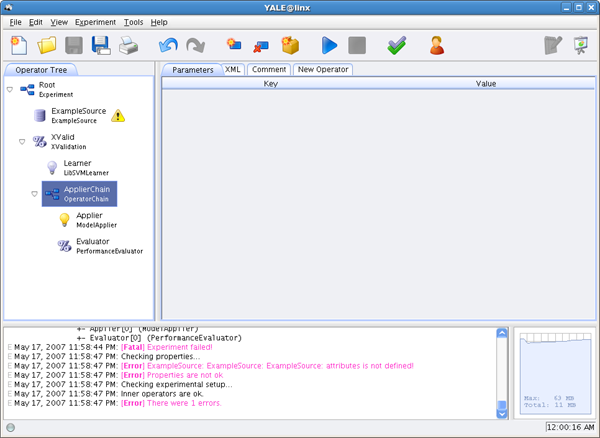 YALE@linx
File Edit View Experiment Tools Help
Operator Tree
Root
Experiment
ExampleSource
ExampleSource
XValid
XValidation
Learner
LibSVMLearner
ApplierChain
OperatorChain
Applier
ModelApplier
Evaluator
PerformanceEvaluator
Parameters XML Comment New Operator
Key Value
+- Applier[0] (ModelApplier)
+- Evaluator[0] (PerformanceEvaluator)
E May 17, 2007 11:58:44 PM: [Fatal] Experiment failed!
E May 17, 2007 11:58:47 PM: Checking properties...
E May 17, 2007 11:58:47 PM: [Error] ExampleSource: ExampleSource: ExampleSource: attributes is not defined!
E May 17, 2007 11:58:47 PM: [Error] Properties are not ok
E May 17, 2007 11:58:47 PM: Checking experimental setup...
E May 17, 2007 11:58:47 PM: Inner operators are ok.
E May 17, 2007 11:58:47 PM: [Error] There were 1 errors.
Max: 63 MB
Total: 11 MB
12:00:16 AM